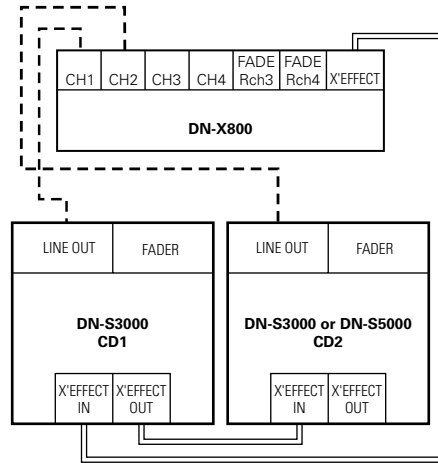 CH1 CH2 CH3 CH4 FADE Rch3 FADE Rch4 X'EFFECT
DN-X800
LINE OUT FADER
DN-S3000
CD1
X'EFFECT IN X'EFFECT OUT
LINE OUT FADER
DN-S3000 or DN-S5000
CD2
X'EFFECT IN X'EFFECT OUT